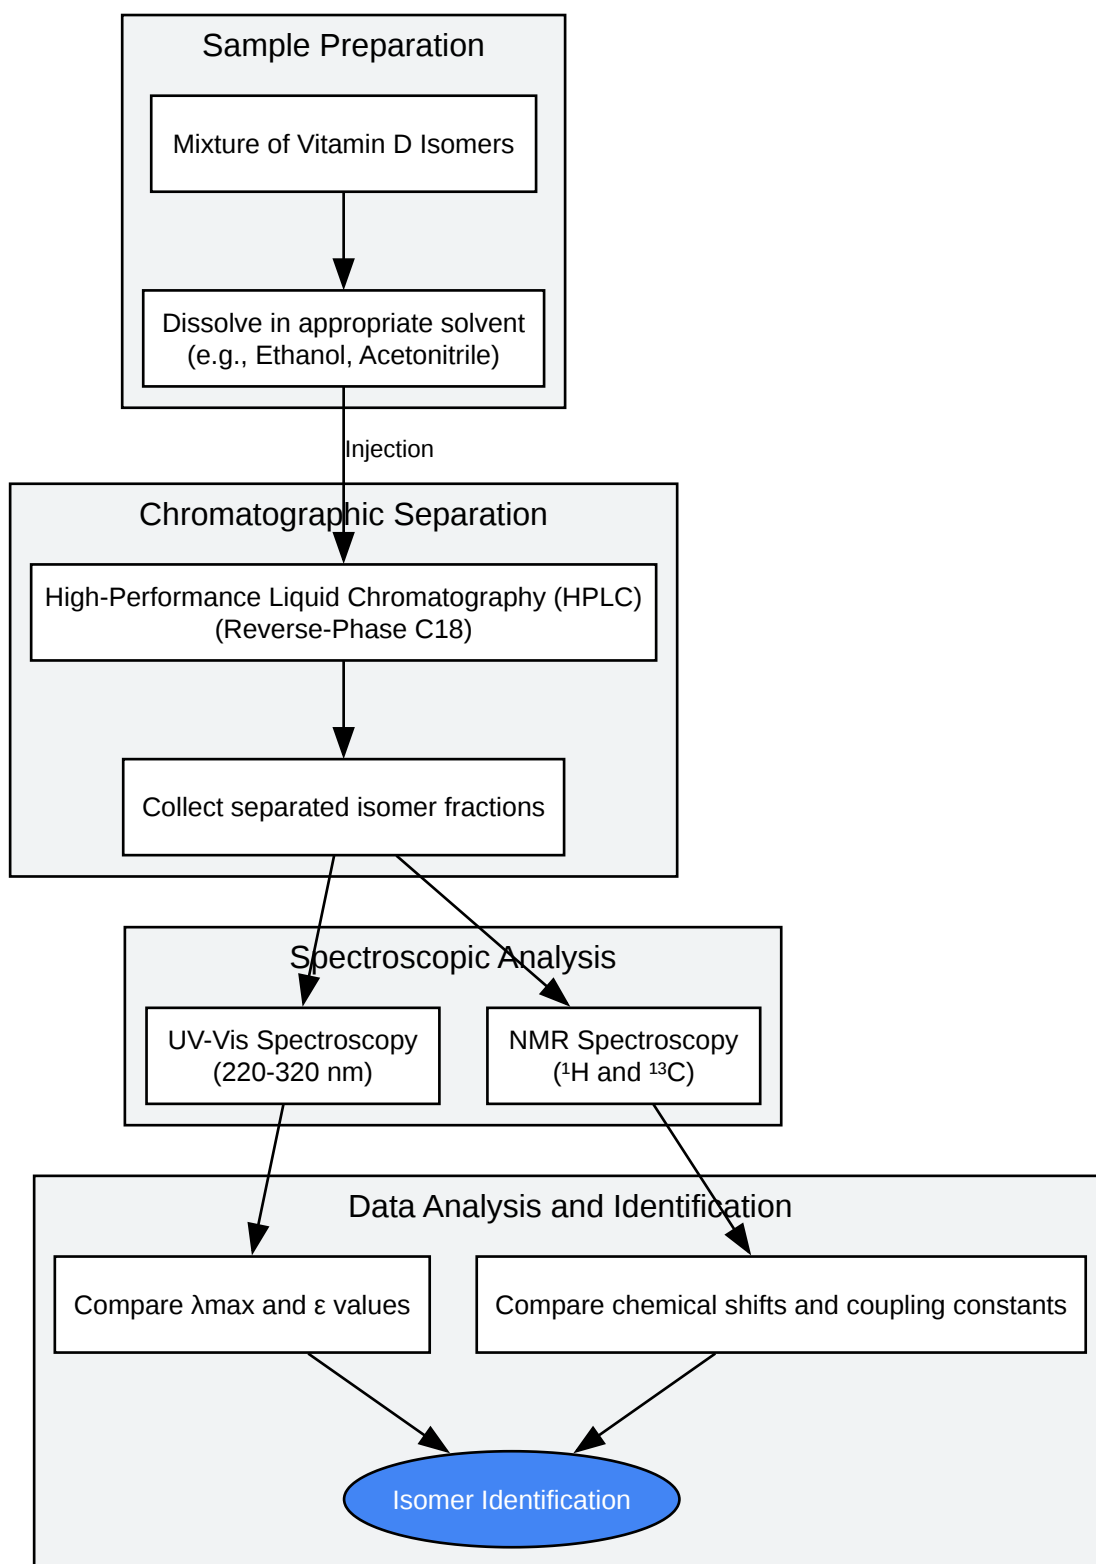 Sample Preparation
Mixture of Vitamin D Isomers
Dissolve in appropriate solvent
(e.g., Ethanol, Acetonitrile)
Injection
Chromatographic Separation
High-Performance Liquid Chromatography (HPLC)
(Reverse-Phase C18)
Collect separated isomer fractions
Spectroscopic Analysis
UV-Vis Spectroscopy
(220-320 nm)
NMR Spectroscopy
(¹H and ¹³C)
Data Analysis and Identification
Compare λmax and ε values
Compare chemical shifts and coupling constants
Isomer Identification